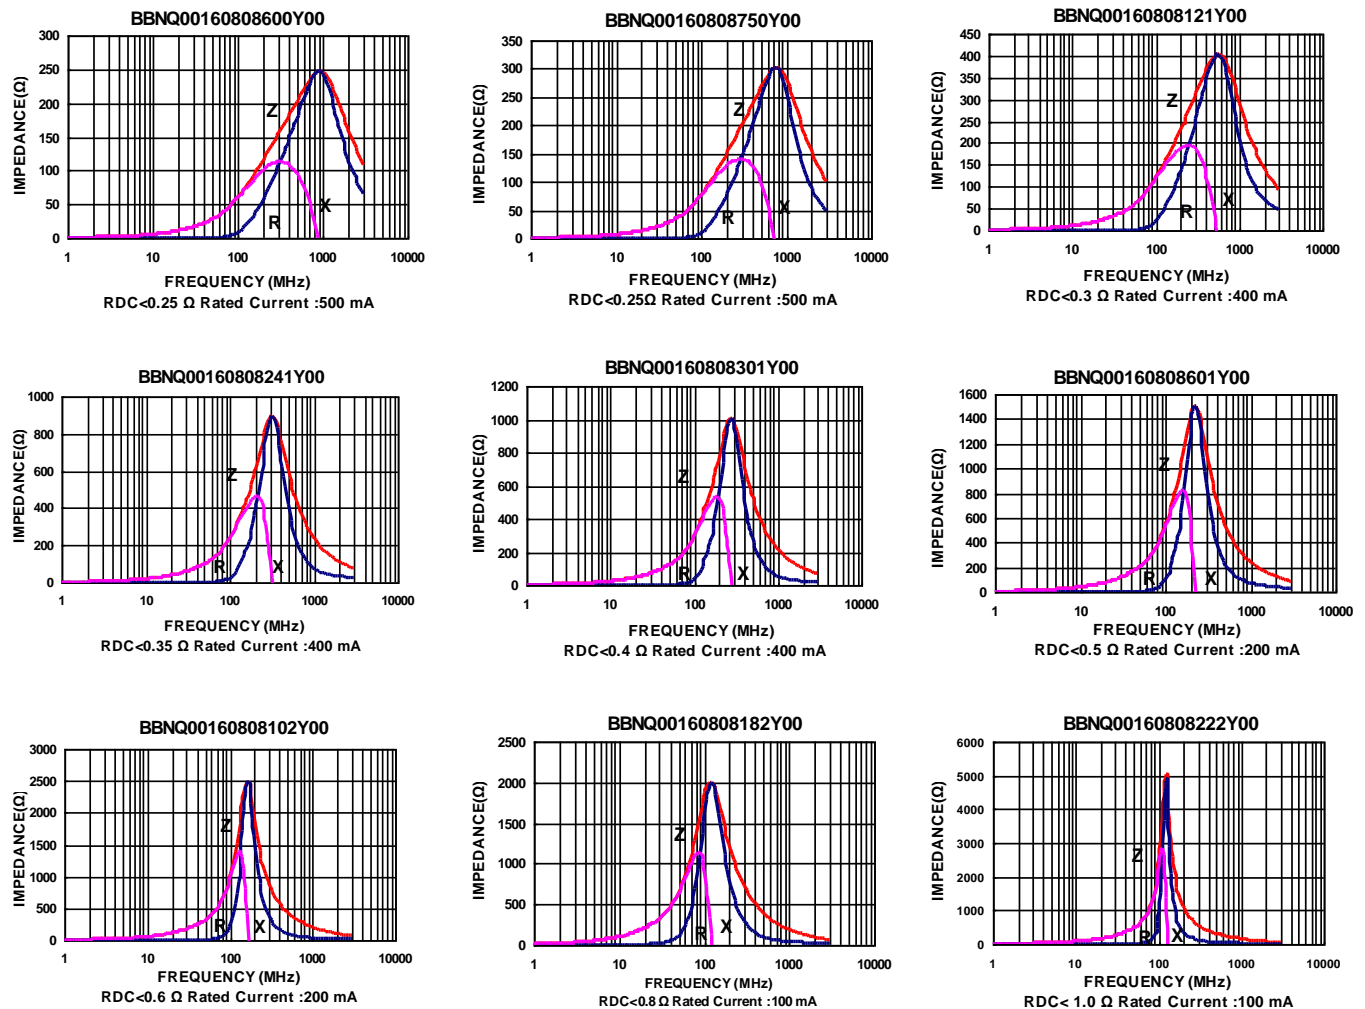 BBNQ00160808600Y00
300
250
200
150
100
50
0
IMPEDANCE(Ω)
Z
R
X
1 10 100 1000 10000
FREQUENCY (MHz)
RDC<0.25 Ω Rated Current :500 mA
BBNQ00160808750Y00
350
300
250
200
150
100
50
0
IMPEDANCE(Ω)
Z
R
X
1 10 100 1000 10000
FREQUENCY (MHz)
RDC<0.25Ω Rated Current :500 mA
BBNQ00160808121Y00
450
400
350
300
250
200
150
100
50
0
IMPEDANCE(Ω)
Z
R
X
1 10 100 1000 10000
FREQUENCY (MHz)
RDC<0.3 Ω Rated Current :400 mA
BBNQ00160808241Y00
1000
800
600
400
200
0
IMPEDANCE(Ω)
Z
R
X
1 10 100 1000 10000
FREQUENCY (MHz)
RDC<0.35 Ω Rated Current :400 mA
BBNQ00160808301Y00
1200
1000
800
600
400
200
0
IMPEDANCE(Ω)
Z
R
X
1 10 100 1000 10000
FREQUENCY (MHz)
RDC<0.4 Ω Rated Current :400 mA
BBNQ00160808601Y00
1600
1400
1200
1000
800
600
400
200
0
IMPEDANCE(Ω)
Z
R
X
1 10 100 1000 10000
FREQUENCY (MHz)
RDC<0.5 Ω Rated Current :200 mA
BBNQ00160808102Y00
3000
2500
2000
1500
1000
500
0
IMPEDANCE(Ω)
Z
R
X
1 10 100 1000 10000
FREQUENCY (MHz)
RDC<0.6 Ω Rated Current :200 mA
BBNQ00160808182Y00
2500
2000
1500
1000
500
0
IMPEDANCE(Ω)
Z
R
X
1 10 100 1000 10000
FREQUENCY (MHz)
RDC<0.8 Ω Rated Current :100 mA
BBNQ00160808222Y00
6000
5000
4000
3000
2000
1000
0
IMPEDANCE(Ω)
Z
R
X
1 10 100 1000 10000
FREQUENCY (MHz)
RDC< 1.0 Ω Rated Current :100 mA